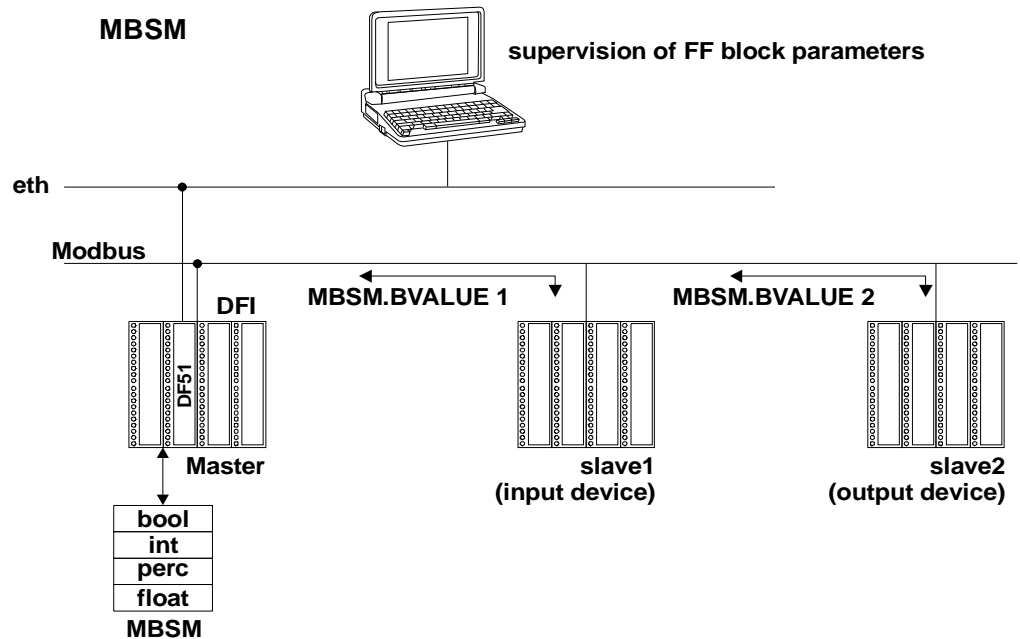 MBSM
supervision of FF block parameters
eth
Modbus
MBSM.BVALUE 1
MBSM.BVALUE 2
DFI
DF51
Master
slave1
(input device)
slave2
(output device)
bool
int
perc
float
MBSM